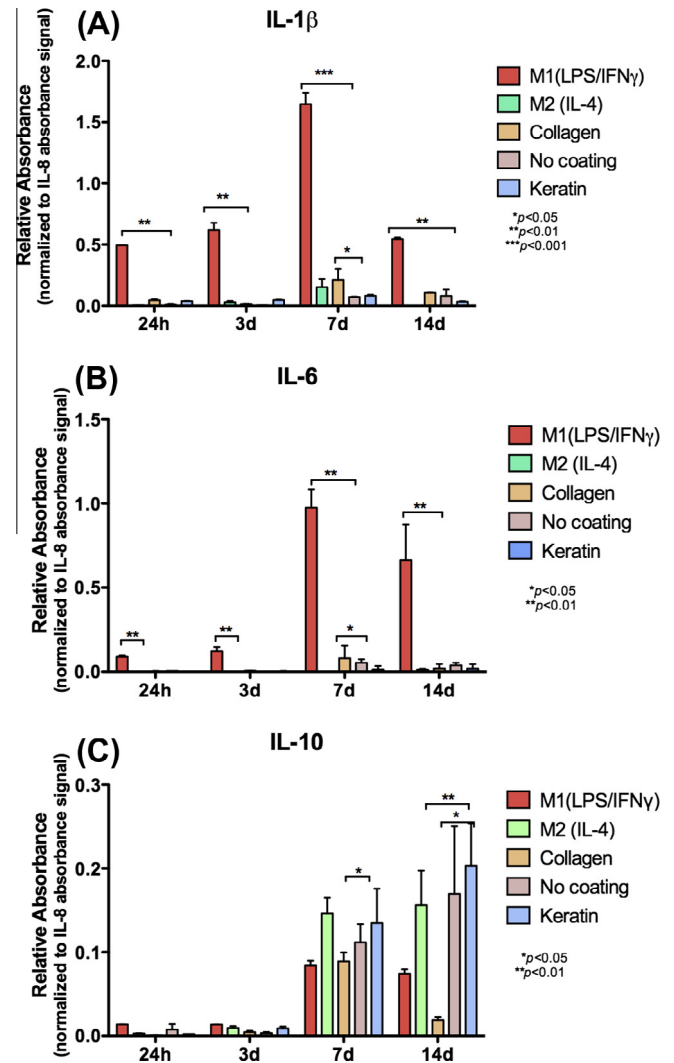 (A)
IL-1β
Relative Absorbance
(normalized to IL-8 absorbance signal)
2.0
1.5
1.0
0.5
0.0
**
**
***
*
**
24h 3d 7d 14d
M1(LPS/IFNγ)
M2 (IL-4)
Collagen
No coating
Keratin
*p<0.05
**p<0.01
***p<0.001
(B)
IL-6
Relative Absorbance
(normalized to IL-8 absorbance signal)
1.5
1.0
0.5
0.0
**
**
**
*
**
24h 3d 7d 14d
M1(LPS/IFNγ)
M2 (IL-4)
Collagen
No coating
Keratin
*p<0.05
**p<0.01
(C)
IL-10
Relative Absorbance
(normalized to IL-8 absorbance signal)
0.3
0.2
0.1
0.0
*
**
*
24h 3d 7d 14d
M1(LPS/IFNγ)
M2 (IL-4)
Collagen
No coating
Keratin
*p<0.05
**p<0.01